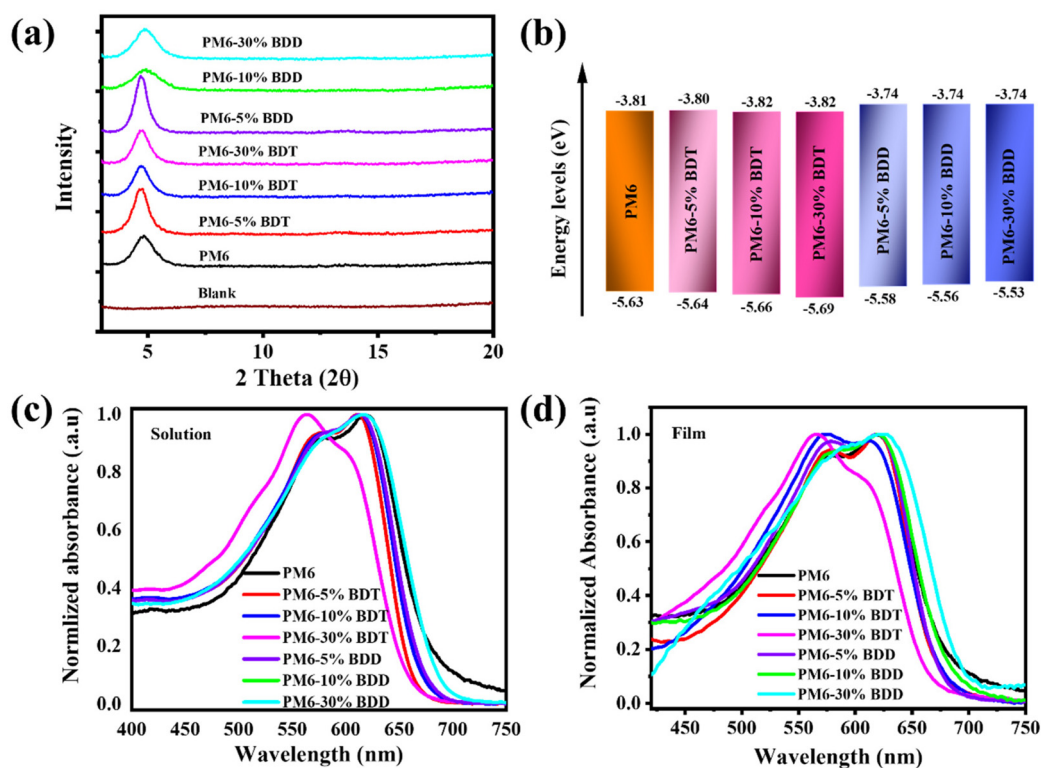 (a)
PM6-30% BDD
PM6-10% BDD
PM6-5% BDD
PM6-30% BDT
PM6-10% BDT
PM6-5% BDT
PM6
Blank
Intensity
5 10 15 20
2 Theta (2θ)
(b)
Energy levels (eV)
-3.81 -3.80 -3.82 -3.82 -3.74 -3.74 -3.74
PM6
PM6-5% BDT
PM6-10% BDT
PM6-30% BDT
PM6-5% BDD
PM6-10% BDD
PM6-30% BDD
-5.63 -5.64 -5.66 -5.69 -5.58 -5.56 -5.53
(c)
Normalized absorbance (.a.u)
1.0
0.8
0.6
0.4
0.2
0.0
Solution
PM6
PM6-5% BDT
PM6-10% BDT
PM6-30% BDT
PM6-5% BDD
PM6-10% BDD
PM6-30% BDD
400 450 500 550 600 650 700 750
Wavelength (nm)
(d)
Normalized Absorbance (.a.u)
1.0
0.8
0.6
0.4
0.2
0.0
Film
PM6
PM6-5% BDT
PM6-10% BDT
PM6-30% BDT
PM6-5% BDD
PM6-10% BDD
PM6-30% BDD
450 500 550 600 650 700 750
Wavelength (nm)